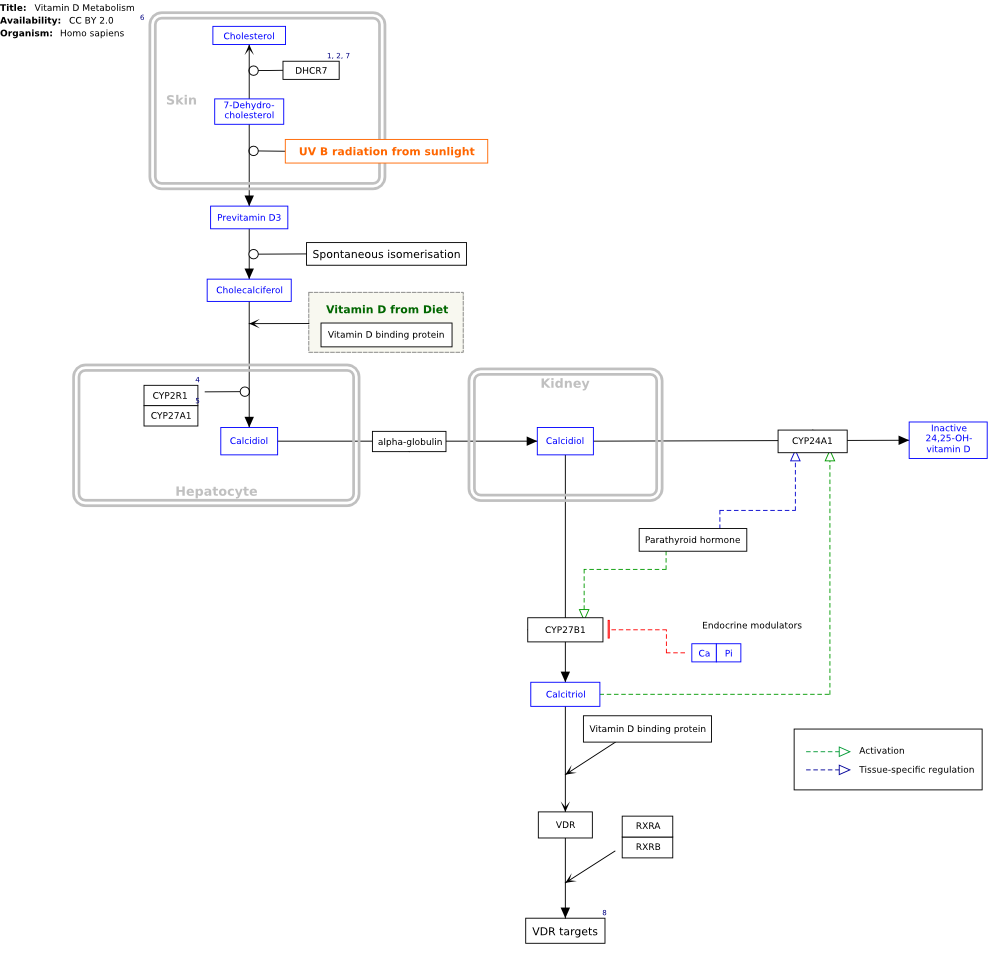 Title: Vitamin D Metabolism
Availability: CC BY 2.0
Organism: Homo sapiens
6
Cholesterol
1, 2, 7
DHCR7
Skin
7-Dehydro-
cholesterol
UV B radiation from sunlight
Previtamin D3
Spontaneous isomerisation
Cholecalciferol
Vitamin D from Diet
Vitamin D binding protein
4
CYP2R1
5
CYP27A1
Calcidiol
Hepatocyte
alpha-globulin
Kidney
Calcidiol
CYP24A1
Inactive
24,25-OH-
vitamin D
Parathyroid hormone
CYP27B1
Endocrine modulators
Ca Pi
Calcitriol
Vitamin D binding protein
Activation
Tissue-specific regulation
VDR
RXRA
RXRB
8
VDR targets